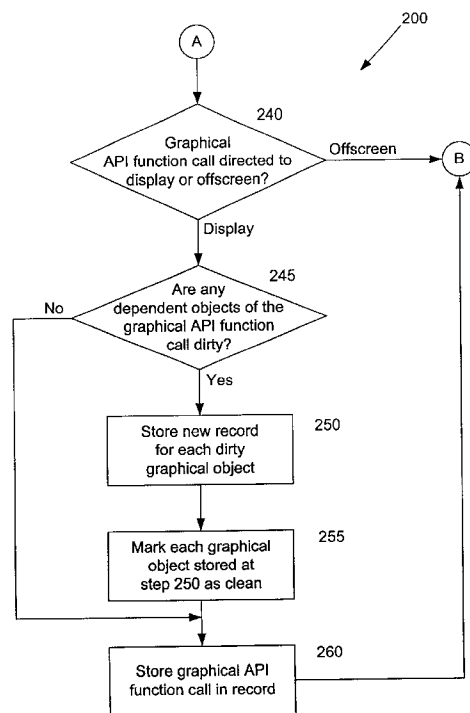 200
A
240
Graphical
API function call directed to
display or offscreen?
Offscreen
B
Display
245
No
Are any
dependent objects of the
graphical API function
call dirty?
Yes
250
Store new record
for each dirty
graphical object
255
Mark each graphical
object stored at
step 250 as clean
260
Store graphical API
function call in record